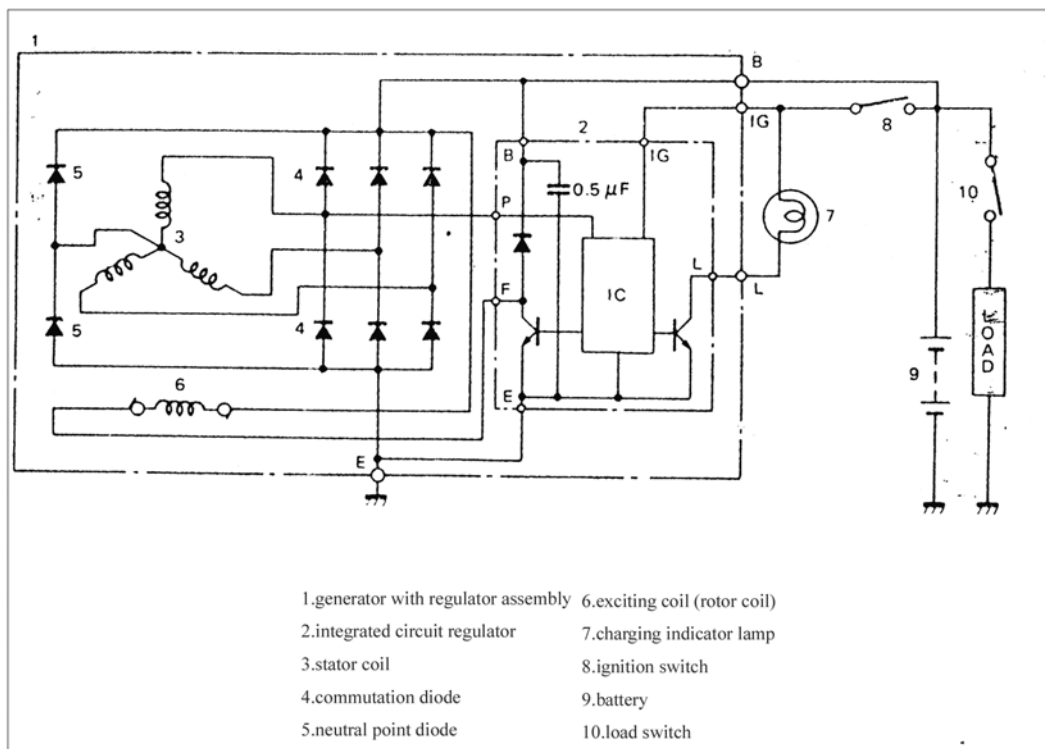 1
B
IG
8
2
B
IG
5
4
0.5 µF
10
P
7
3
IC
L
L
F
LOAD
5
4
9
6
E
E
1.generator with regulator assembly 6.exciting coil (rotor coil)
2.integrated circuit regulator 7.charging indicator lamp
3.stator coil 8.ignition switch
4.commutation diode 9.battery
5.neutral point diode 10.load switch